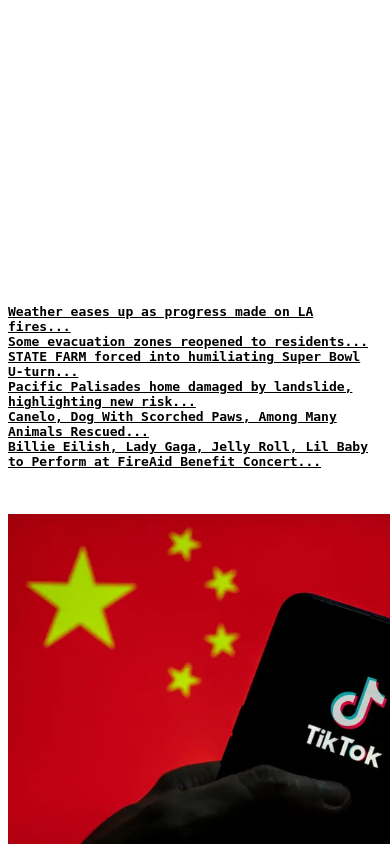 Weather eases up as progress made on LA
fires...
Some evacuation zones reopened to residents...
STATE FARM forced into humiliating Super Bowl
U-turn...
Pacific Palisades home damaged by landslide,
highlighting new risk...
Canelo, Dog With Scorched Paws, Among Many
Animals Rescued...
Billie Eilish, Lady Gaga, Jelly Roll, Lil Baby
to Perform at FireAid Benefit Concert...
TikTok